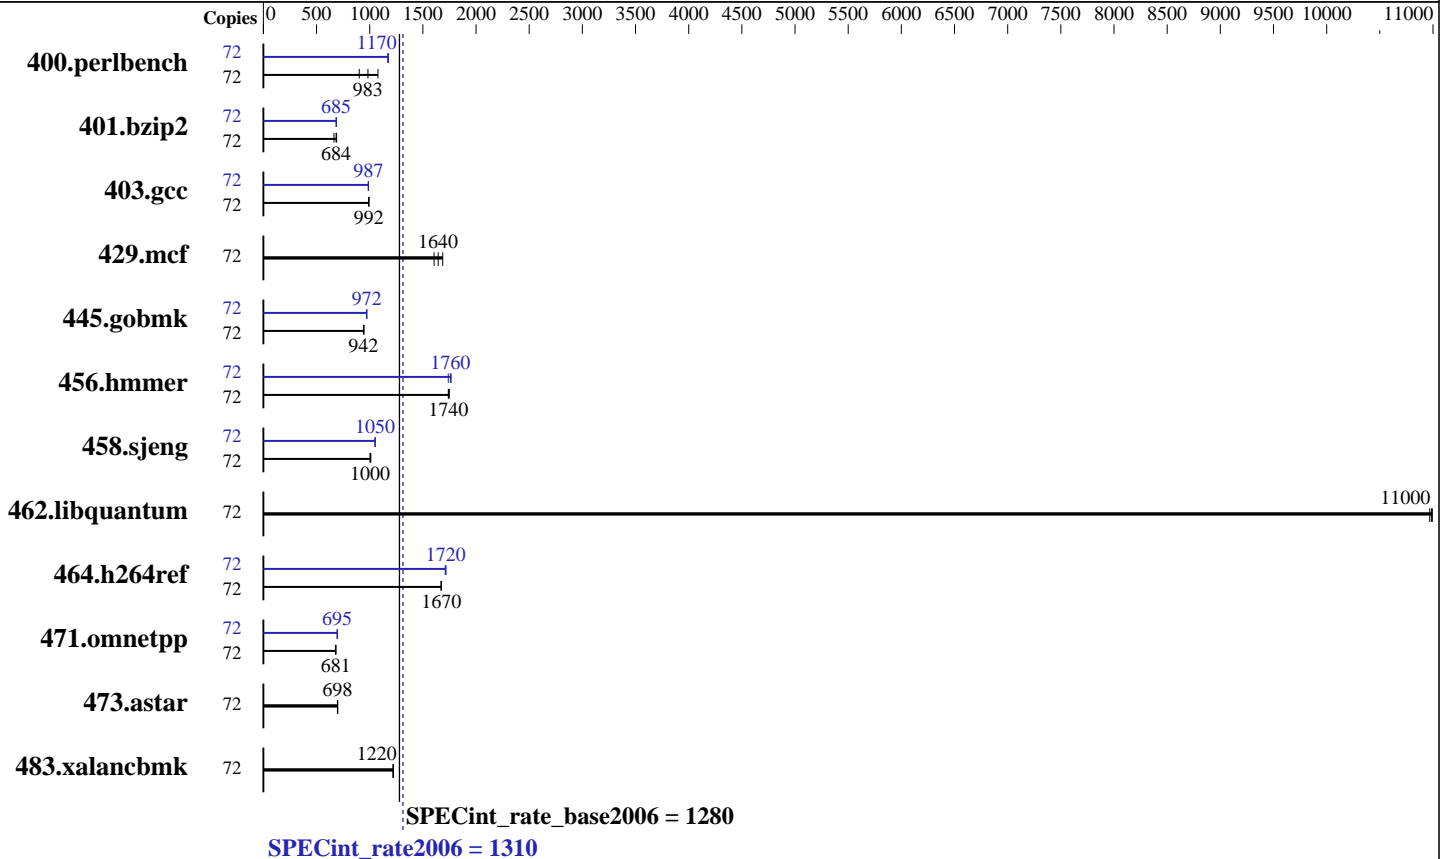 Copies 0 500 1000 1500 2000 2500 3000 3500 4000 4500 5000 5500 6000 6500 7000 7500 8000 8500 9000 9500 10000 11000
400.perlbench 72 1170
72 983
401.bzip2 72 685
72 684
403.gcc 72 987
72 992
429.mcf 72 1640
445.gobmk 72 972
72 942
456.hmmer 72 1760
72 1740
458.sjeng 72 1050
72 1000
462.libquantum 72 11000
464.h264ref 72 1720
72 1670
471.omnetpp 72 695
72 681
473.astar 72 698
483.xalancbmk 72 1220
SPECint_rate_base2006 = 1280
SPECint_rate2006 = 1310